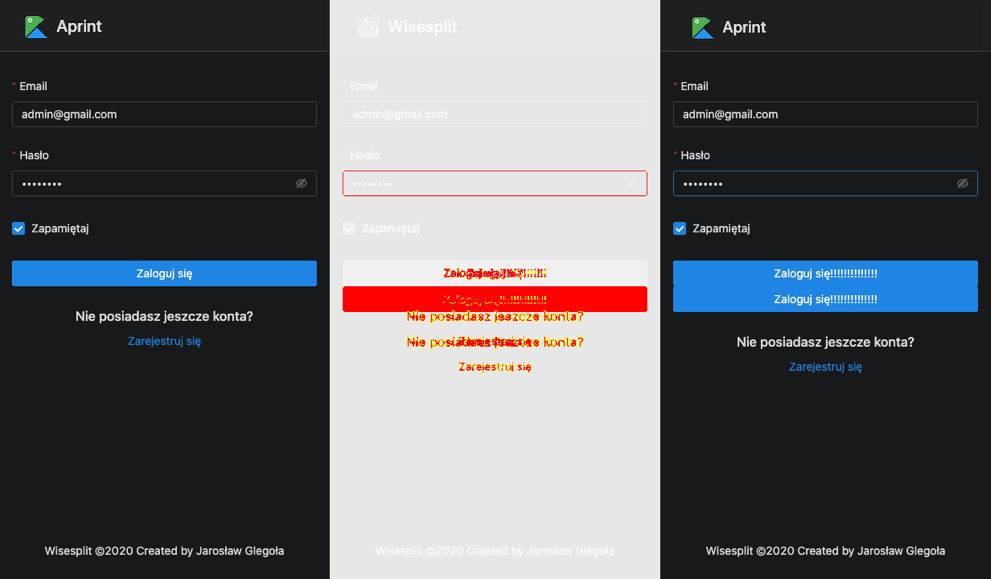 Aprint
* Email
admin@gmail.com
* Hasło
••••••••
Zapamiętaj
Zaloguj się
Nie posiadasz jeszcze konta?
Zarejestruj się
Wisesplit ©2020 Created by Jarosław Glegoła
Wisesplit
Email
admin@gmail.com
Hasło
••••••••
Zapamiętaj
Nie posiadasz jeszcze konta?
Nie posiadasz jeszcze konta?
Zarejestruj się
Wisesplit ©2020 Created by Jarosław Glegoła
Aprint
* Email
admin@gmail.com
* Hasło
••••••••
Zapamiętaj
Zaloguj się!!!!!!!!!!!!!!
Zaloguj się!!!!!!!!!!!!!!
Nie posiadasz jeszcze konta?
Zarejestruj się
Wisesplit ©2020 Created by Jarosław Glegoła